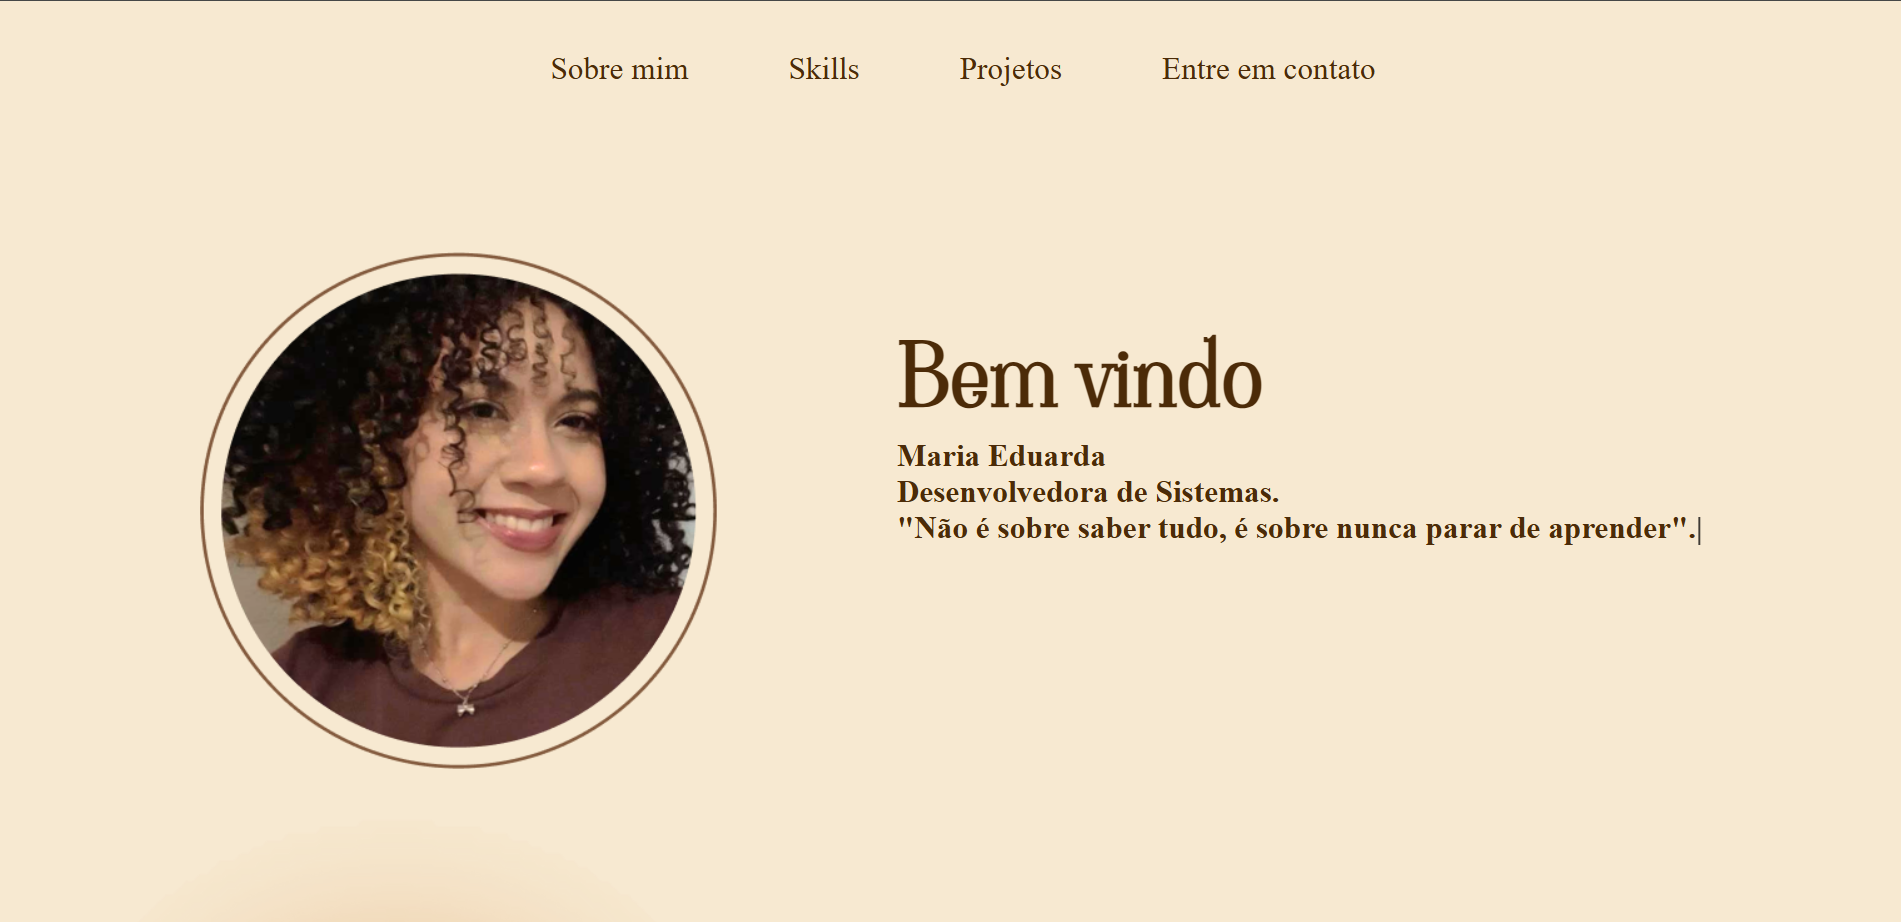 Sobre mim Skills Projetos Entre em contato
Bem vindo
Maria Eduarda
Desenvolvedora de Sistemas.
"Não é sobre saber tudo, é sobre nunca parar de aprender".|